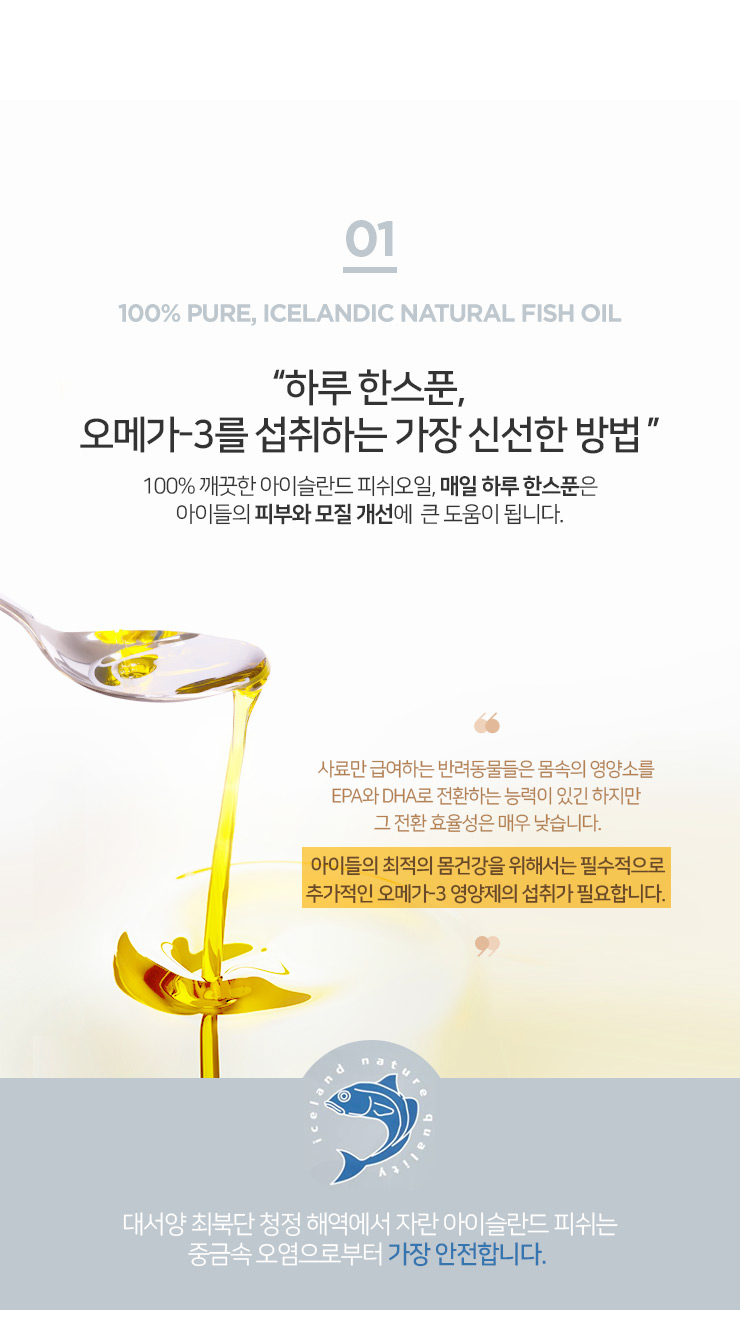 01
100% PURE, ICELANDIC NATURAL FISH OIL
“하루 한스푼,
오메가-3를 섭취하는 가장 신선한 방법 ”
100% 깨끗한 아이슬란드 피쉬오일, 매일 하루 한스푼은
아이들의 피부와 모질 개선에 큰 도움이 됩니다.
“
사료만 급여하는 반려동물들은 몸속의 영양소를
EPA와 DHA로 전환하는 능력이 있긴 하지만
그 전환 효율성은 매우 낮습니다.
아이들의 최적의 몸건강을 위해서는 필수적으로
추가적인 오메가-3 영양제의 섭취가 필요합니다.
”
iceland nature quality
대서양 최북단 청정 해역에서 자란 아이슬란드 피쉬는
중금속 오염으로부터 가장 안전합니다.